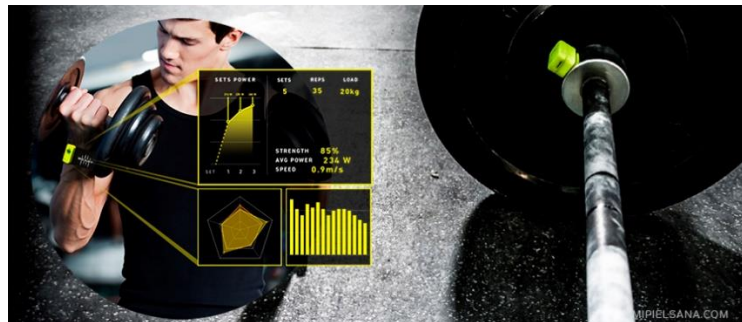 SETS POWER
SETS REPS LOAD
5 35 20kg
STRENGTH 85%
AVG POWER 234 W
SPEED 0.9m/s
SET 1 2 3
MIPIELSANA.COM